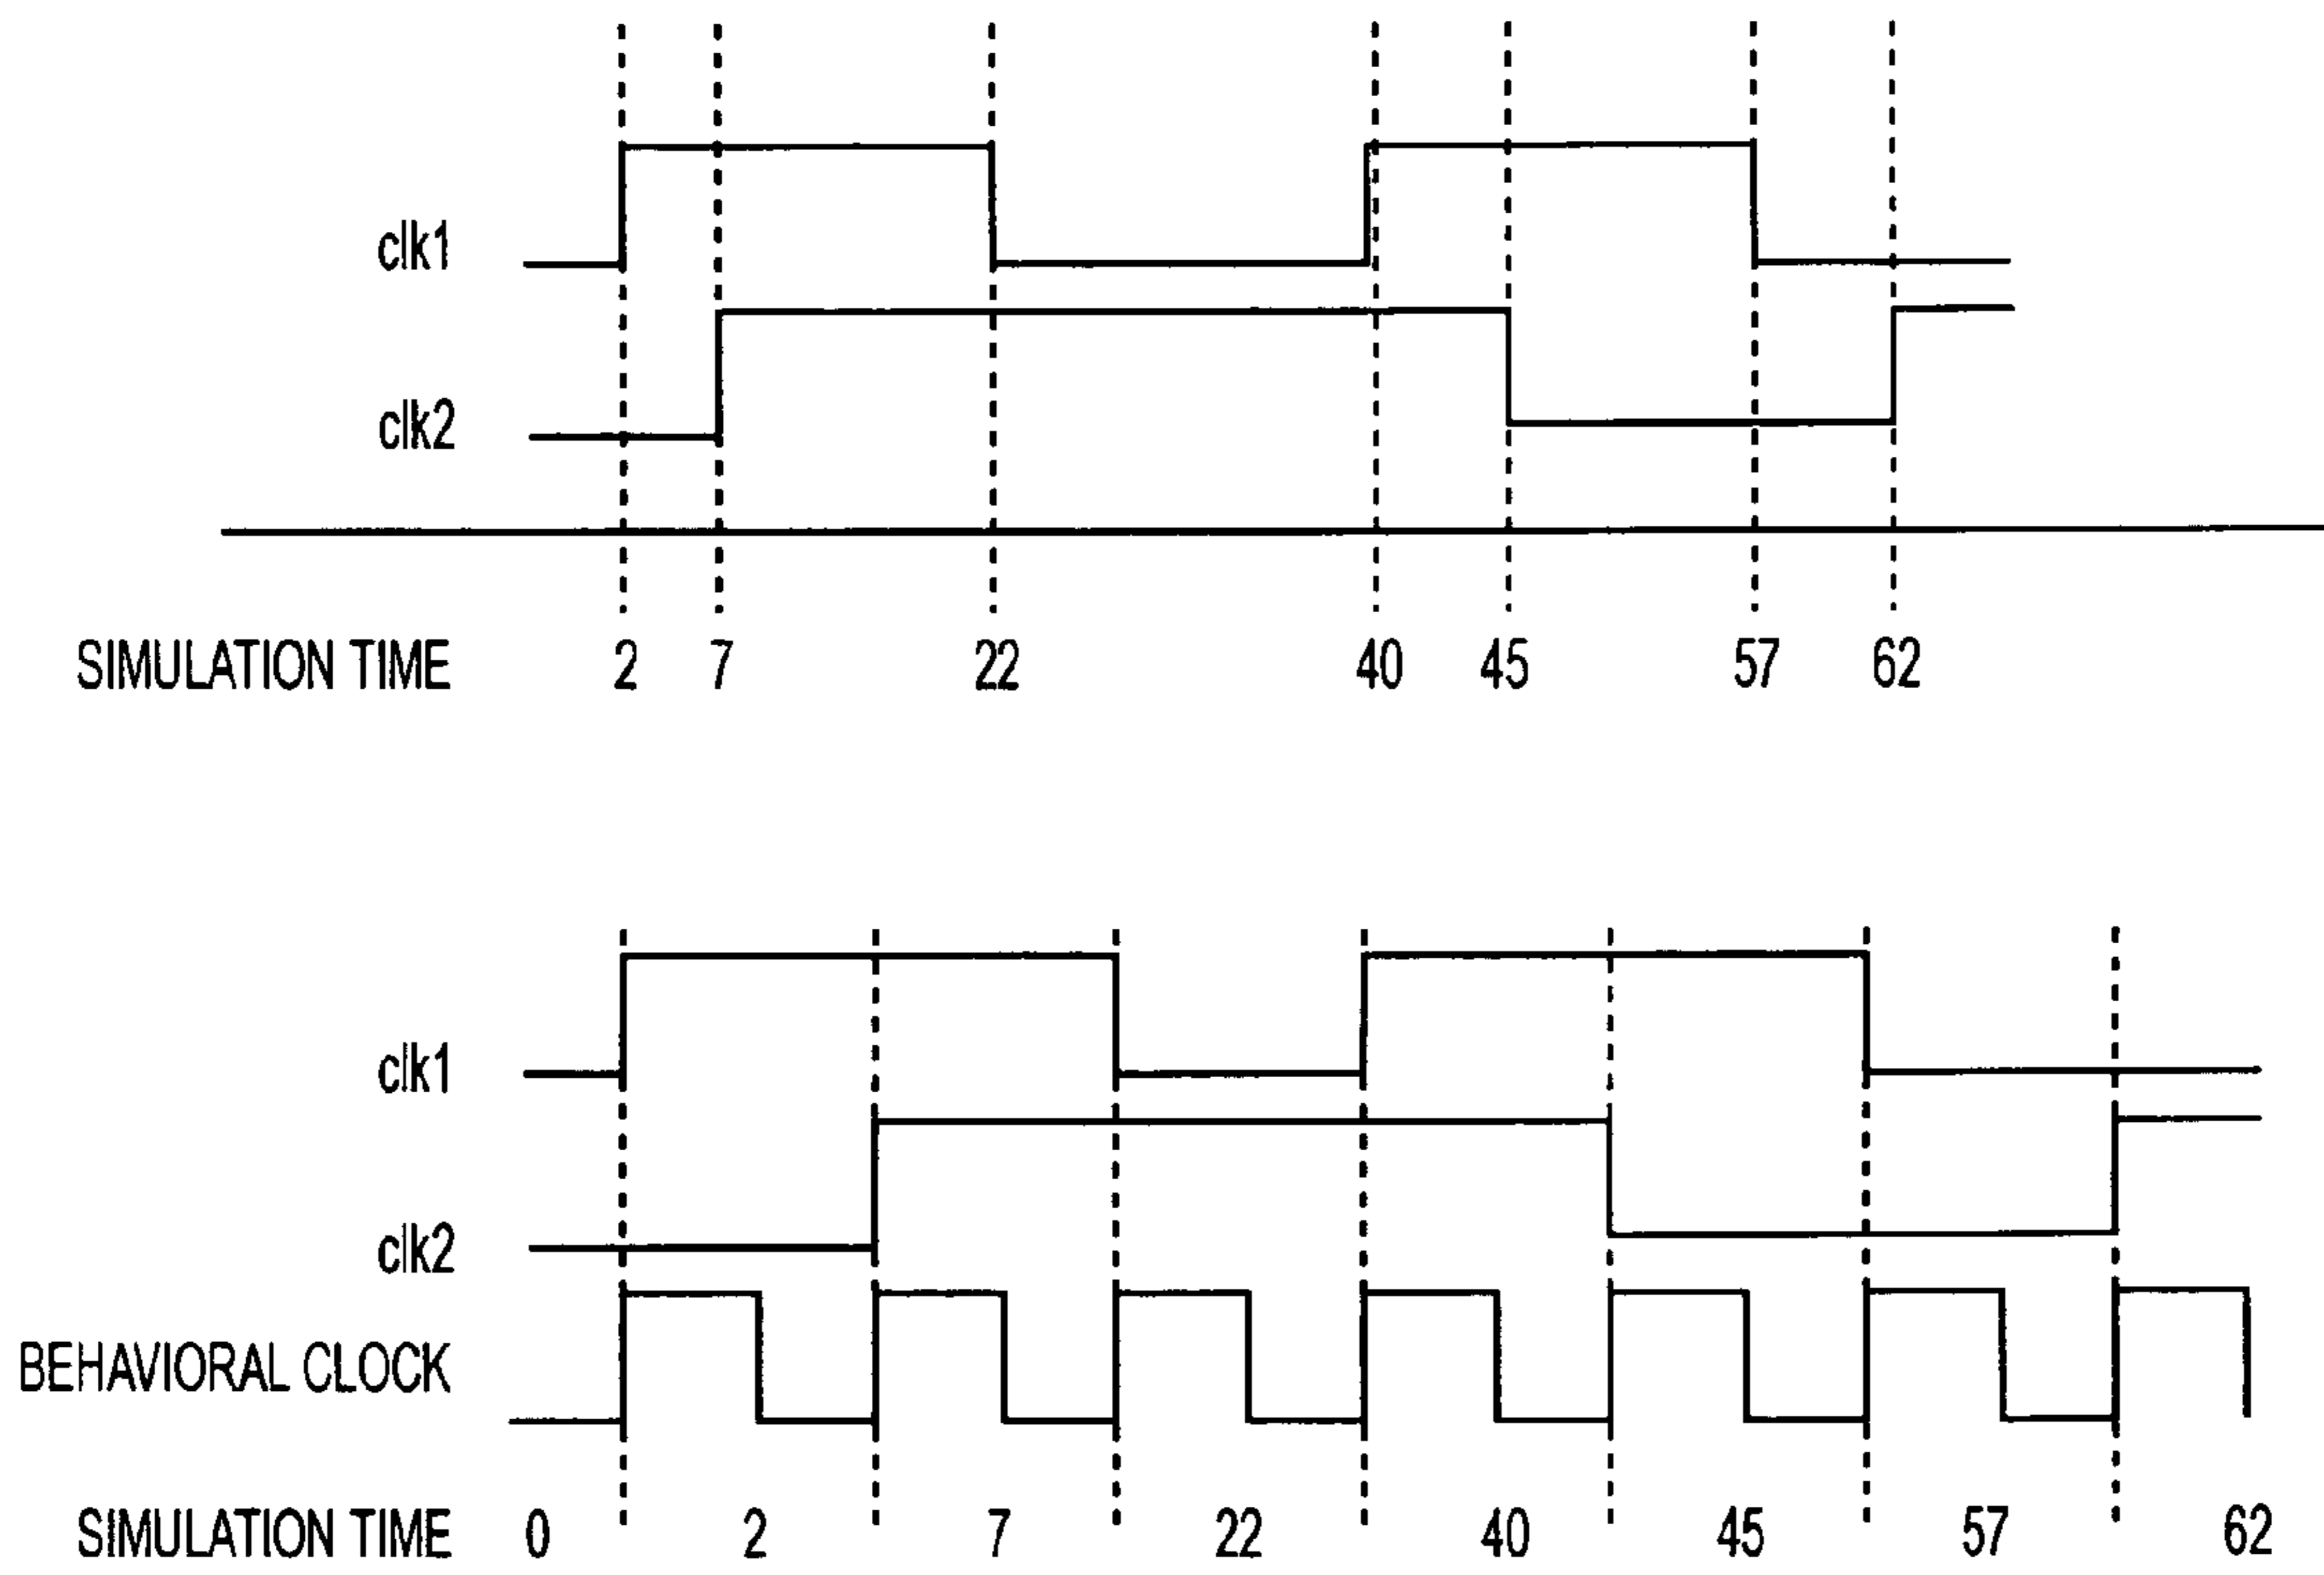 clk1
clk2
SIMULATION TIME 2 7 22 40 45 57 62
clk1
clk2
BEHAVIORAL CLOCK
SIMULATION TIME 0 2 7 22 40 45 57 62